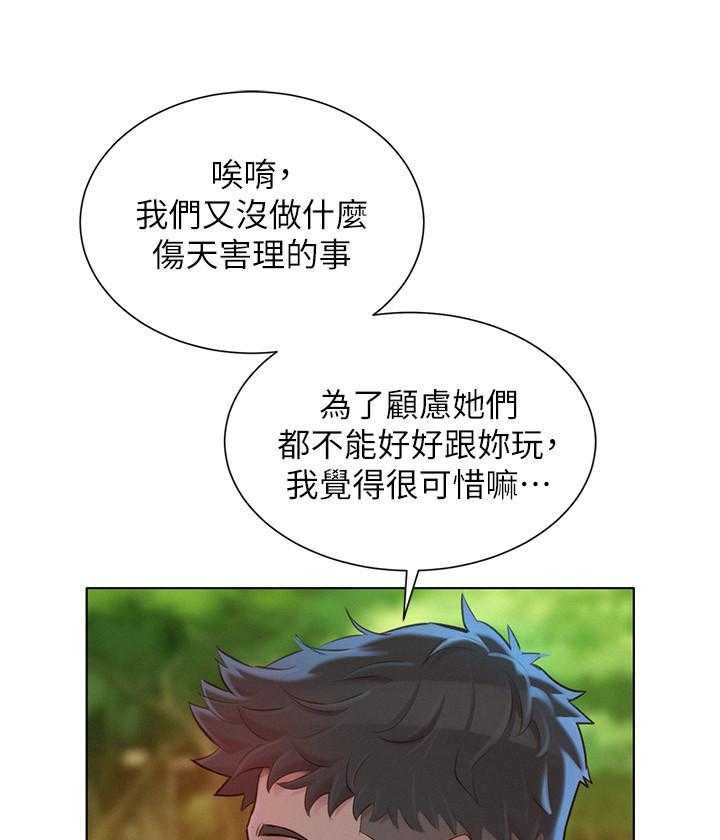 唉唷,
我們又沒做什麼
傷天害理的事
為了顧慮她們
都不能好好跟妳玩,
我覺得很可惜嘛…